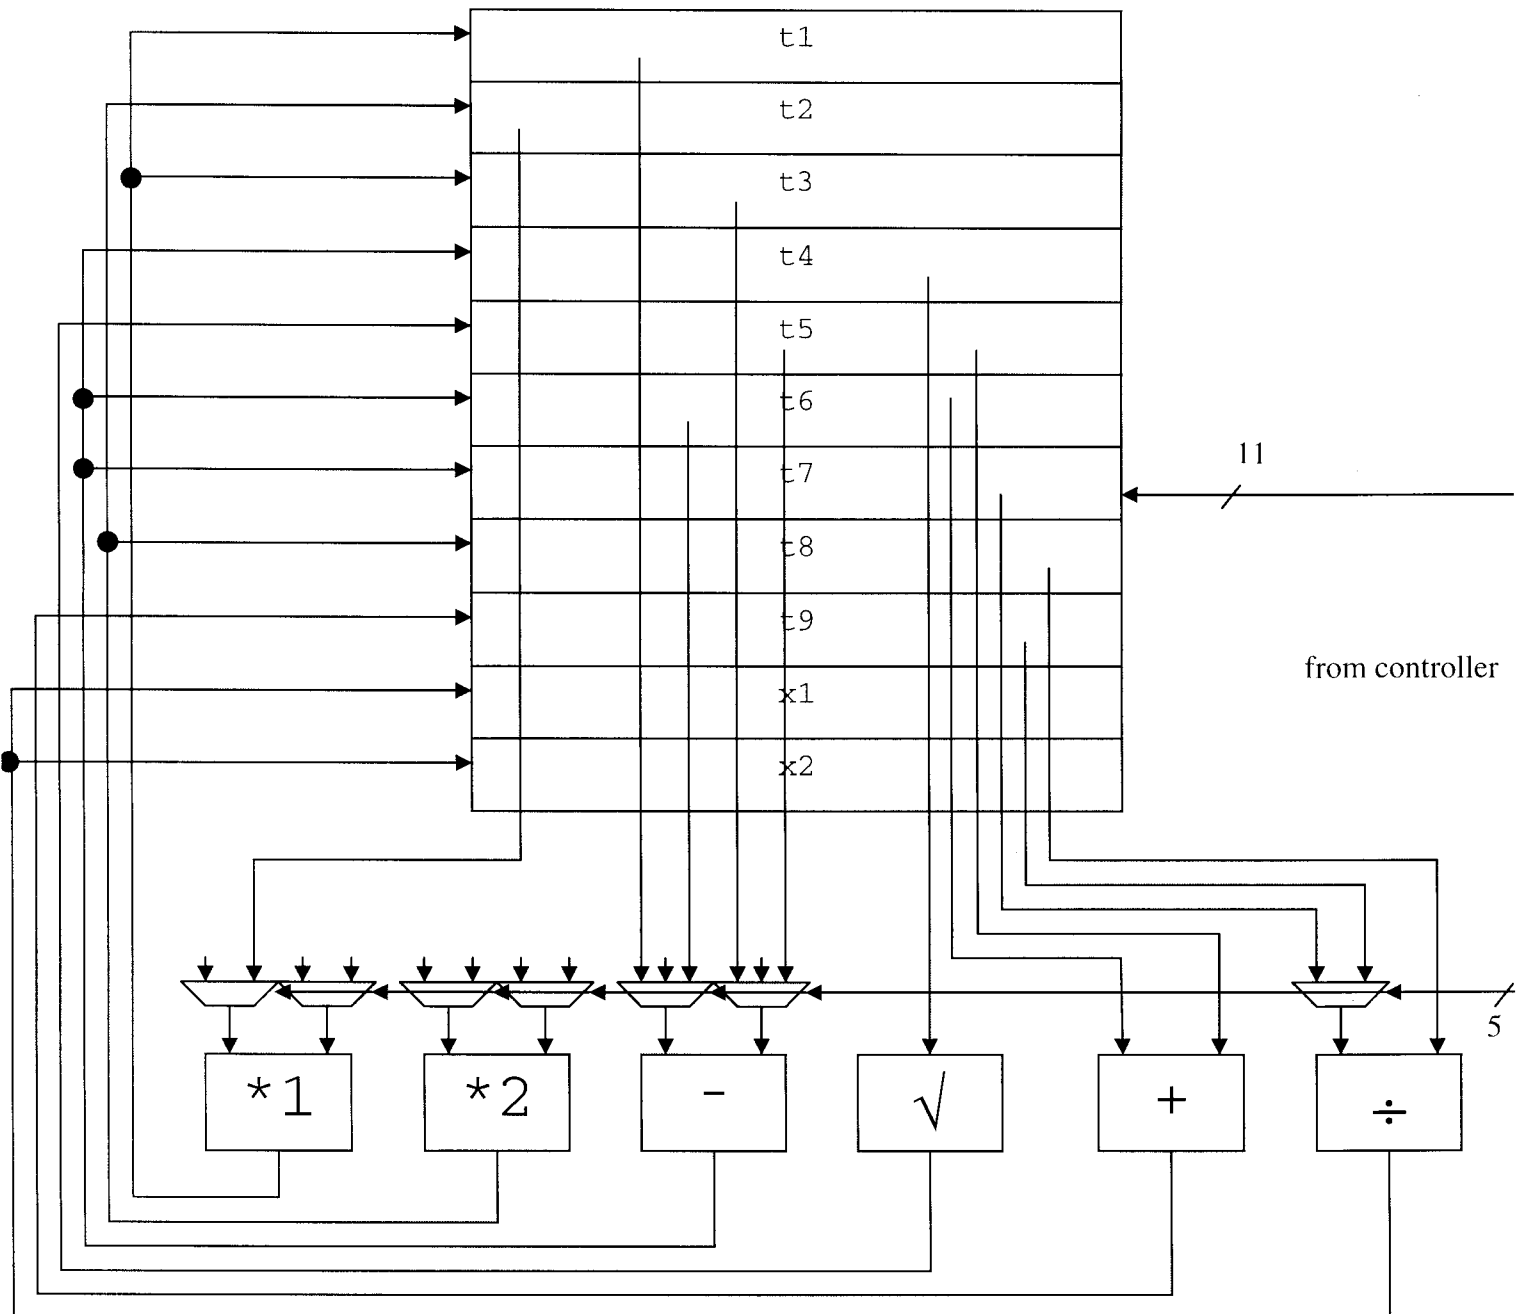 t1
t2
t3
t4
t5
t6
t7
t8
t9
x1
x2
11
from controller
5
*1
*2
-
√
+
÷